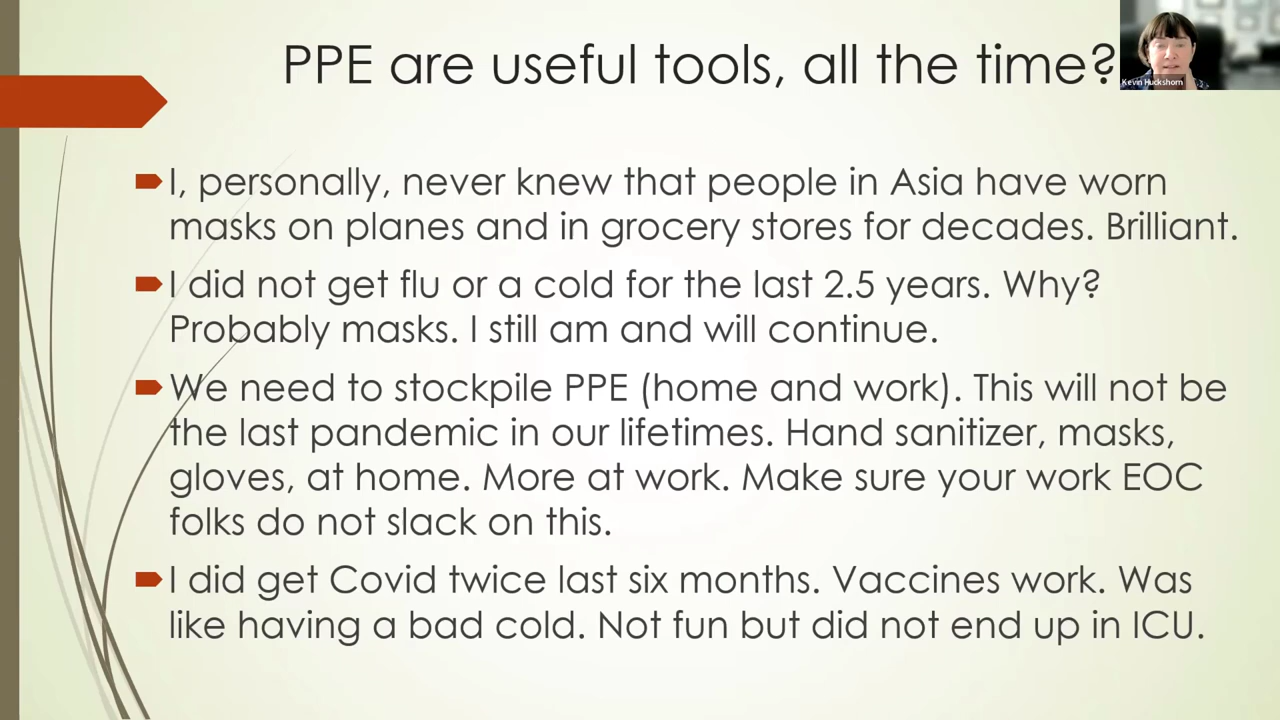 PPE are useful tools, all the time?
Kevin Huckshorn
I, personally, never knew that people in Asia have worn
masks on planes and in grocery stores for decades. Brilliant.
I did not get flu or a cold for the last 2.5 years. Why?
Probably masks. I still am and will continue.
We need to stockpile PPE (home and work). This will not be
the last pandemic in our lifetimes. Hand sanitizer, masks,
gloves, at home. More at work. Make sure your work EOC
folks do not slack on this.
I did get Covid twice last six months. Vaccines work. Was
like having a bad cold. Not fun but did not end up in ICU.